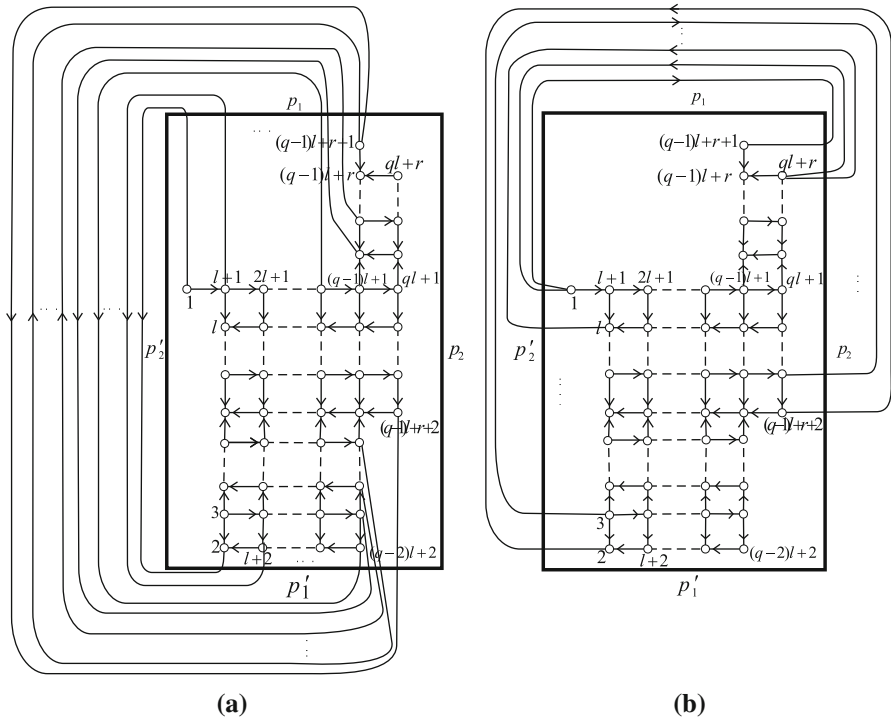 p₁
(q-1)l+r+1
ql+r
(q-1)l+r
l+1
2l+1
(q-1)l+1
ql+1
1
l
p′₂
p₂
(q-1)l+r+2
3
2
l+2
(q-2)l+2
p′₁
(a)
p₁
(q-1)l+r+1
ql+r
(q-1)l+r
l+1
2l+1
(q-1)l+1
ql+1
1
l
p′₂
p₂
(q-1)l+r+2
3
2
l+2
(q-2)l+2
p′₁
(b)